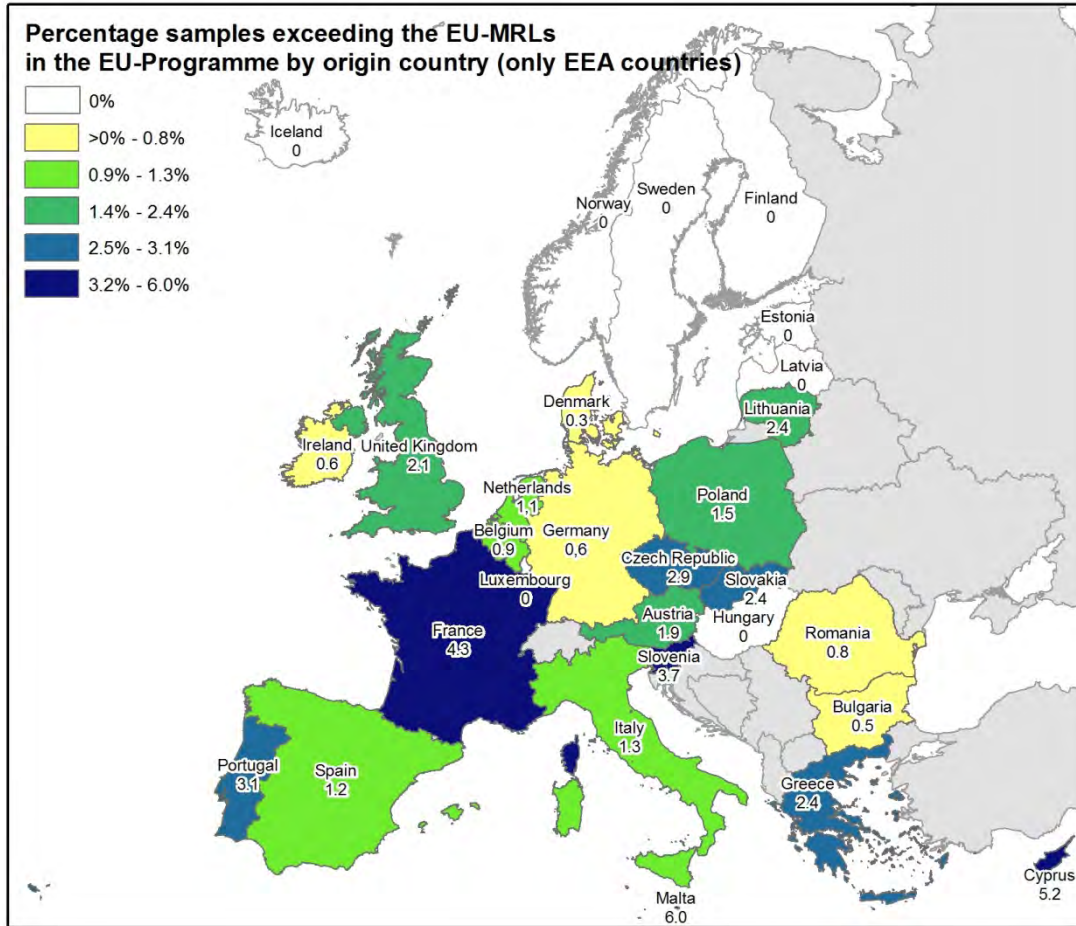 Percentage samples exceeding the EU-MRLs
in the EU-Programme by origin country (only EEA countries)
0%
>0% - 0.8%
0.9% - 1.3%
1.4% - 2.4%
2.5% - 3.1%
3.2% - 6.0%
Iceland
0
Norway
0
Sweden
0
Finland
0
Estonia
0
Latvia
0
Lithuania
2.4
Denmark
0.3
Ireland
0.6
United Kingdom
2.1
Netherlands
1,1
Belgium
0.9
Germany
0,6
Poland
1.5
Luxembourg
0
Czech Republic
2.9
Slovakia
2.4
Austria
1.9
Hungary
0
France
4.3
Slovenia
3.7
Romania
0.8
Bulgaria
0.5
Italy
1.3
Portugal
3.1
Spain
1.2
Greece
2.4
Malta
6.0
Cyprus
5.2